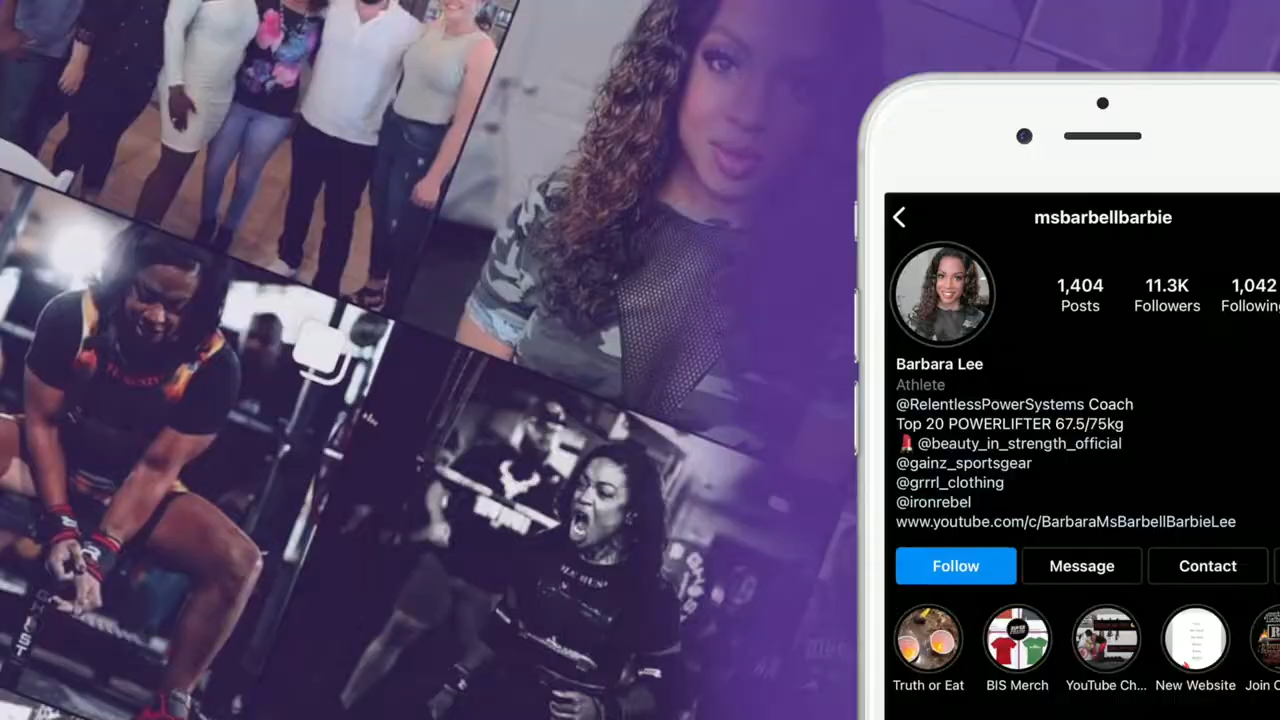 msbarbellbarbie
1,404
11.3K
1,042
Posts
Followers
Following
Barbara Lee
Athlete
@RelentlessPowerSystems Coach
Top 20 POWERLIFTER 67.5/75kg
💄 @beauty_in_strength_official
@gainz_sportsgear
@grrrl_clothing
@ironrebel
www.youtube.com/c/BarbaraMsBarbellBarbieLee
Follow
Message
Contact
Truth or Eat
BIS Merch
YouTube Ch...
New Website
Join